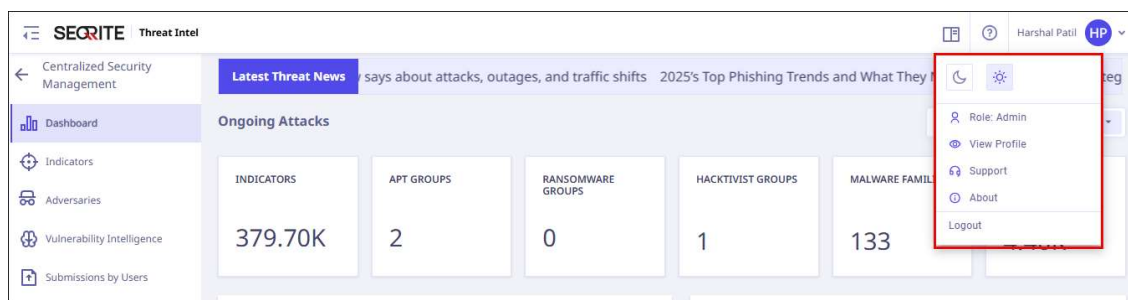 SEQRITE Threat Intel
Harshal Patil HP
Centralized Security
Management
Latest Threat News
says about attacks, outages, and traffic shifts 2025's Top Phishing Trends and What They
Dashboard
Ongoing Attacks
Indicators
Adversaries
Vulnerability Intelligence
Submissions by Users
INDICATORS
379.70K
APT GROUPS
2
RANSOMWARE
GROUPS
0
HACKTIVIST GROUPS
1
MALWARE FAMILI
133
Role: Admin
View Profile
Support
About
Logout